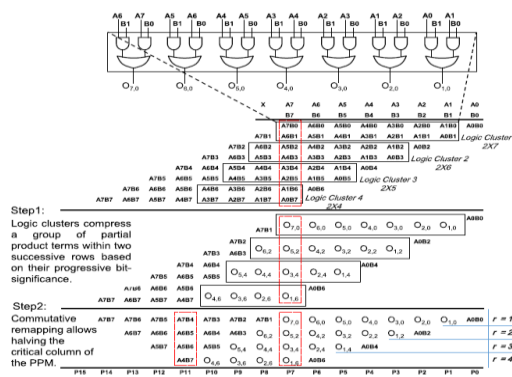 A6 A7 A5 A6 A4 A5 A3 A4 A2 A3 A1 A2 A0 A1
B1 B0 B1 B0 B1 B0 B1 B0 B1 B0 B1 B0 B1 B0
O7,0 O6,0 O5,0 O4,0 O3,0 O2,0 O1,0
X A7 A6 A5 A4 A3 A2 A1 A0
B7 B6 B5 B4 B3 B2 B1 B0
A7B0 A6B0 A5B0 A4B0 A3B0 A2B0 A1B0 A0B0
A7B1 A6B1 A5B1 A4B1 A3B1 A2B1 A1B1 A0B1 Logic Cluster
2X7
A7B2 A6B2 A5B2 A4B2 A3B2 A2B2 A1B2 A0B2
A7B3 A6B3 A5B3 A4B3 A3B3 A2B3 A1B3 A0B3 Logic Cluster 2
2X6
A7B4 A6B4 A5B4 A4B4 A3B4 A2B4 A1B4 A0B4
A7B5 A6B5 A5B5 A4B5 A3B5 A2B5 A1B5 A0B5 Logic Cluster 3
2X5
A7B6 A6B6 A5B6 A4B6 A3B6 A2B6 A1B6 A0B6
A7B7 A6B7 A5B7 A4B7 A3B7 A2B7 A1B7 A0B7 Logic Cluster 4
2X4
Step1:
Logic clusters compress
a group of partial
product terms within two
successive rows based
on their progressive bit-
significance.
A7B1 O7,0 O6,0 O5,0 O4,0 O3,0 O2,0 O1,0 A0B0
A7B2 O6,2 O5,2 O4,2 O3,2 O2,2 O1,2 A0B2
A7B3 A6B3
A7B4 A6B4 O5,4 O4,4 O3,4 O2,4 O1,4 A0B4
A7B5 A6B5 A5B5
A6B6 A5B6 A4B6 O4,6 O3,6 O2,6 O1,6 A0B6
A7B7 A6B7 A5B7 A4B7
Step2:
Commutative
remapping allows
halving the
critical column of
the PPM.
A7B7 A7B6 A7B5 A7B4 A7B3 A7B2 A7B1 O7,0 O6,0 O5,0 O4,0 O3,0 O2,0 O1,0 A0B0 r = 1
A6B7 A6B6 A6B5 A6B4 A6B3 O6,2 O5,2 O4,2 O3,2 O2,2 O1,2 A0B2 r = 2
A5B7 A5B6 A5B5 O5,4 O4,4 O3,4 O2,4 O1,4 A0B4 r = 3
A4B7 O4,6 O3,6 O2,6 O1,6 A0B6 r = 4
P15 P14 P13 P12 P11 P10 P9 P8 P7 P6 P5 P4 P3 P2 P1 P0